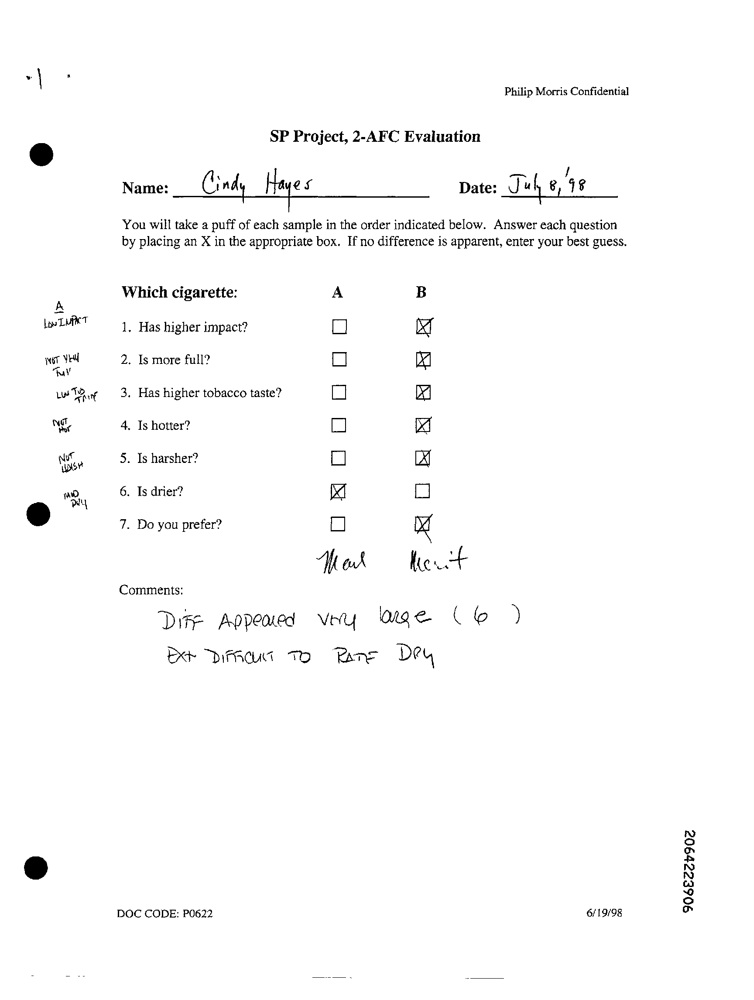 Philip Morris Confidential
SP Project, 2-AFC Evaluation
Name: Cindy Hayes Date: July 8, '98
You will take a puff of each sample in the order indicated below. Answer each question
by placing an X in the appropriate box. If no difference is apparent, enter your best guess.
Which cigarette: A B
A
LOW IMPACT
1. Has higher impact? ☐ ☒
NOT VERY
Full
2. Is more full? ☐ ☒
LOW TOB
3. Has higher tobacco taste? ☐ ☒
NOT
HOT
4. Is hotter? ☐ ☒
NOT
5. Is harsher? ☐ ☒
DRY
6. Is drier? ☒ ☐
7. Do you prefer? ☐ ☒
Merit
Comments:
DIFF APPEARED VERY large ( 6 )
EXT DIFFICULT TO RATE DRY
2064223906
DOC CODE: P0622 6/19/98